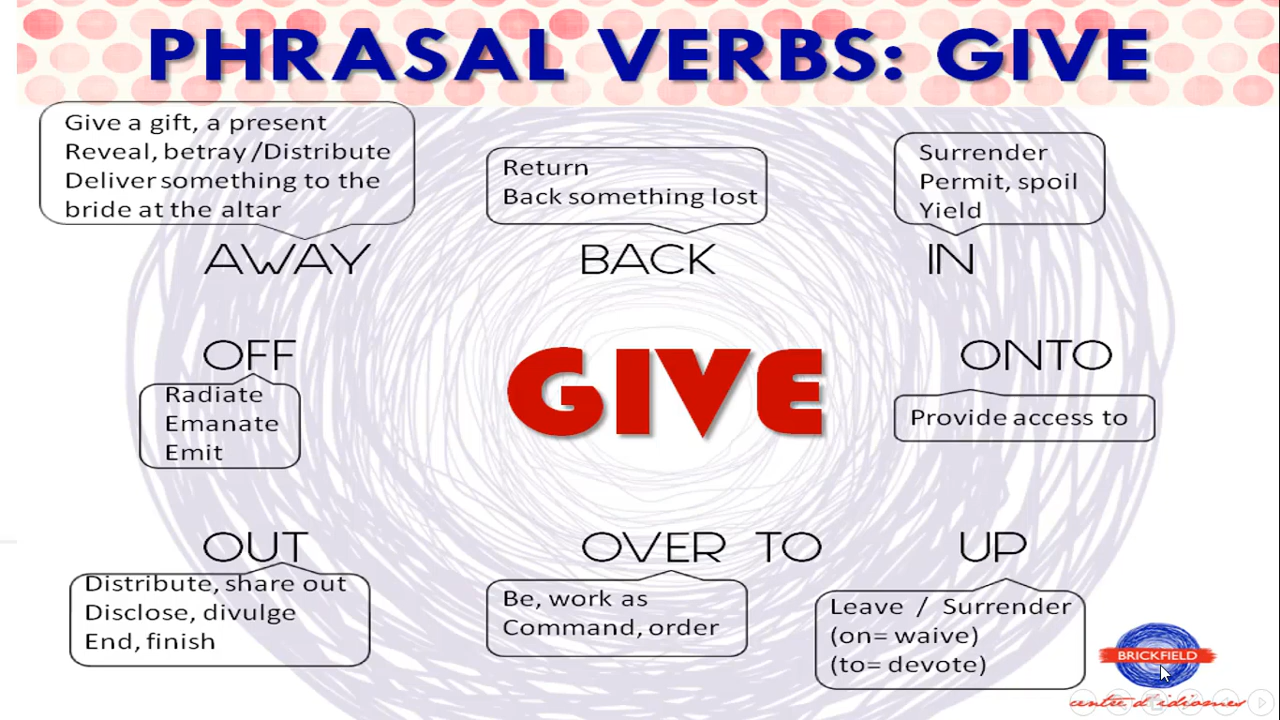 PHRASAL VERBS: GIVE
Give a gift, a present
Reveal, betray /Distribute
Deliver something to the
bride at the altar
AWAY
Return
Back something lost
BACK
Surrender
Permit, spoil
Yield
IN
OFF
Radiate
Emanate
Emit
GIVE
ONTO
Provide access to
OUT
Distribute, share out
Disclose, divulge
End, finish
OVER TO
Be, work as
Command, order
UP
Leave / Surrender
(on= waive)
(to= devote)
BRICKFIELD
centre d'idiomes